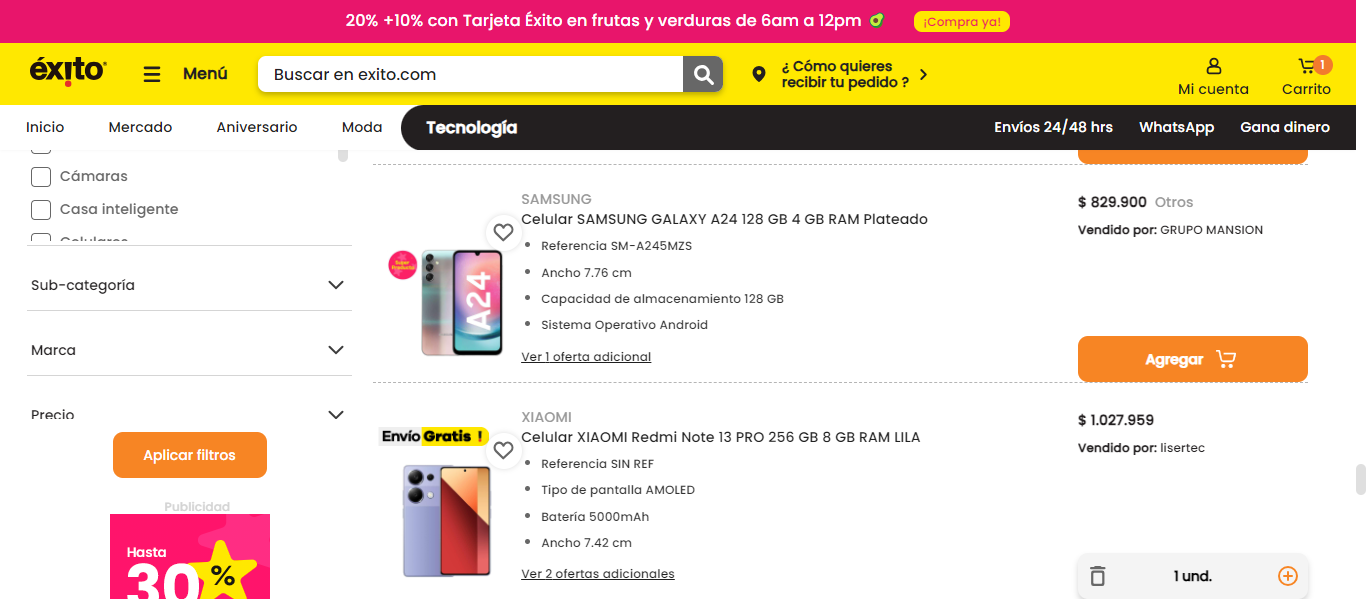 20% +10% con Tarjeta Éxito en frutas y verduras de 6am a 12pm
¡Compra ya!
éxito
Menú
Buscar en exito.com
¿ Cómo quieres
recibir tu pedido ?
Mi cuenta
1
Carrito
Inicio
Mercado
Aniversario
Moda
Tecnología
Envíos 24/48 hrs
WhatsApp
Gana dinero
Cámaras
Casa inteligente
Celulares
Sub-categoría
Marca
Precio
Aplicar filtros
Publicidad
Hasta
30%
SAMSUNG
Celular SAMSUNG GALAXY A24 128 GB 4 GB RAM Plateado
Referencia SM-A245MZS
Ancho 7.76 cm
Capacidad de almacenamiento 128 GB
Sistema Operativo Android
Ver 1 oferta adicional
A24
$ 829.900 Otros
Vendido por: GRUPO MANSION
Agregar
Envío Gratis !
XIAOMI
Celular XIAOMI Redmi Note 13 PRO 256 GB 8 GB RAM LILA
Referencia SIN REF
Tipo de pantalla AMOLED
Batería 5000mAh
Ancho 7.42 cm
Ver 2 ofertas adicionales
$ 1.027.959
Vendido por: lisertec
1 und.